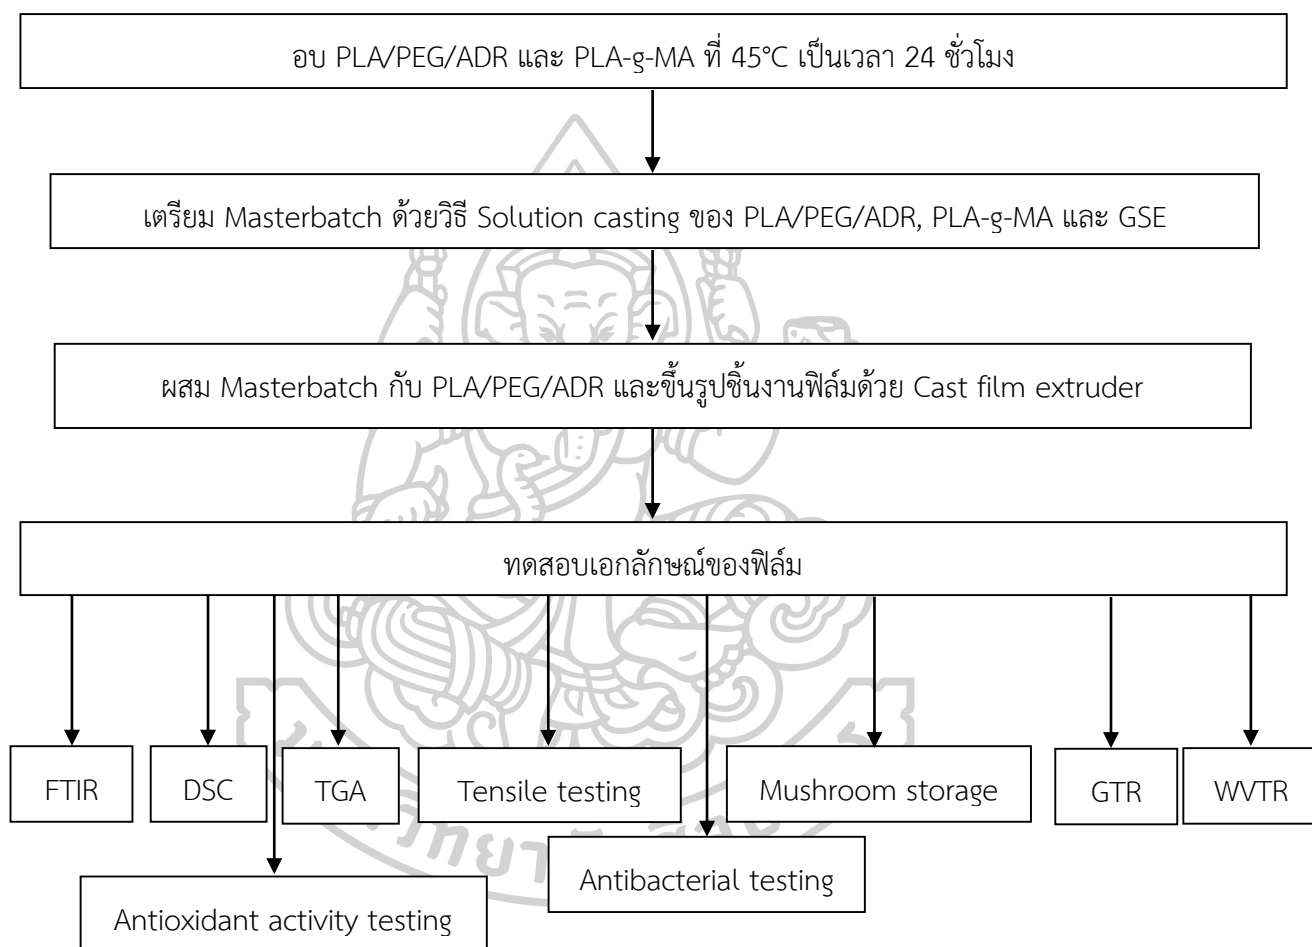 อบ PLA/PEG/ADR และ PLA-g-MA ที่ 45°C เป็นเวลา 24 ชั่วโมง
เตรียม Masterbatch ด้วยวิธี Solution casting ของ PLA/PEG/ADR, PLA-g-MA และ GSE
ผสม Masterbatch กับ PLA/PEG/ADR และขึ้นรูปชิ้นงานฟิล์มด้วย Cast film extruder
ทดสอบเอกลักษณ์ของฟิล์ม
FTIR
DSC
TGA
Tensile testing
Mushroom storage
GTR
WVTR
Antibacterial testing
Antioxidant activity testing